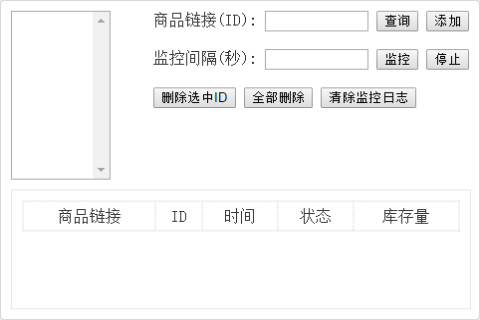 商品链接(ID): 查询 添加
监控间隔(秒): 监控 停止
删除选中ID 全部删除 清除监控日志
商品链接 ID 时间 状态 库存量